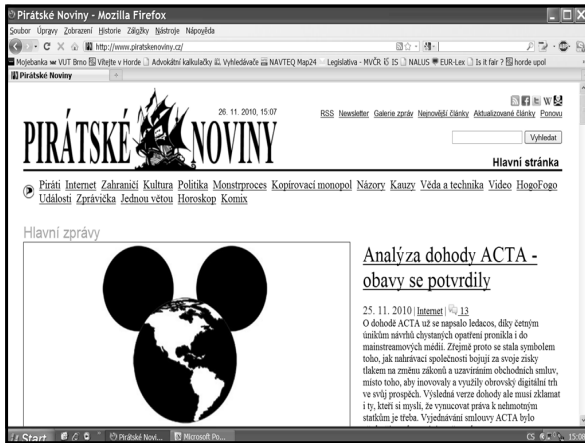 Pirátské Noviny - Mozilla Firefox
Soubor Úpravy Zobrazení Historie Záložky Nástroje Nápověda
http://www.piratskenoviny.cz/
Mojebanka VUT Brno Vítejte v Horde Advokátní kalkulačky Vyhledávače NAVTEQ Map24 Legislativa - MVČR IS NALUS EUR-Lex Is it fair ? horde upol
Pirátské Noviny
PIRÁTSKÉ NOVINY
26. 11. 2010, 15:07
RSS Newsletter Galerie zpráv Nejnovější články Aktualizované články Ponovu
Vyhledat
Hlavní stránka
Piráti Internet Zahraničí Kultura Politika Monstrproces Kopírovací monopol Názory Kauzy Věda a technika Video HogoFogo
Události Zprávička Jednou větou Horoskop Komix
Hlavní zprávy
Analýza dohody ACTA -
obavy se potvrdily
25. 11. 2010 | Internet | 13
O dohodě ACTA už se napsalo ledacos, díky četným
únikům návrhů chystaných opatření pronikla i do
mainstreamových médií. Zřejmě proto se stala symbolem
toho, jak nahrávací společnosti bojují za svoje zisky
tlakem na změnu zákonů a uzavíráním obchodních smluv,
místo toho, aby inovovaly a využily obrovský digitální trh
ve svůj prospěch. Výsledná verze dohody ale musí zklamat
i ty, kteří si myslí, že vynucovat práva k nehmotným
statkům je třeba. Vyjednávání smlouvy ACTA bylo
Start Pirátské Novi... Microsoft Po... CS 15:08